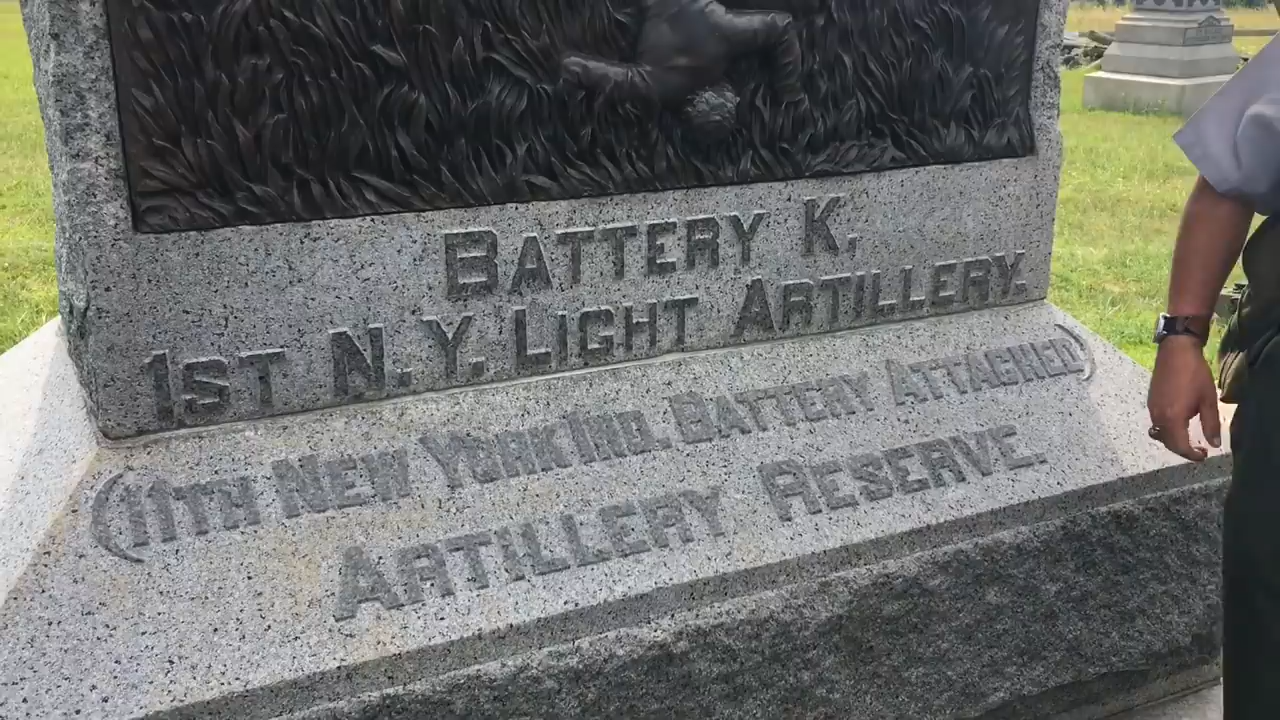 BATTERY K,
1ST N.Y. LIGHT ARTILLERY.
(11TH NEW YORK IND. BATTERY ATTACHED)
ARTILLERY RESERVE.